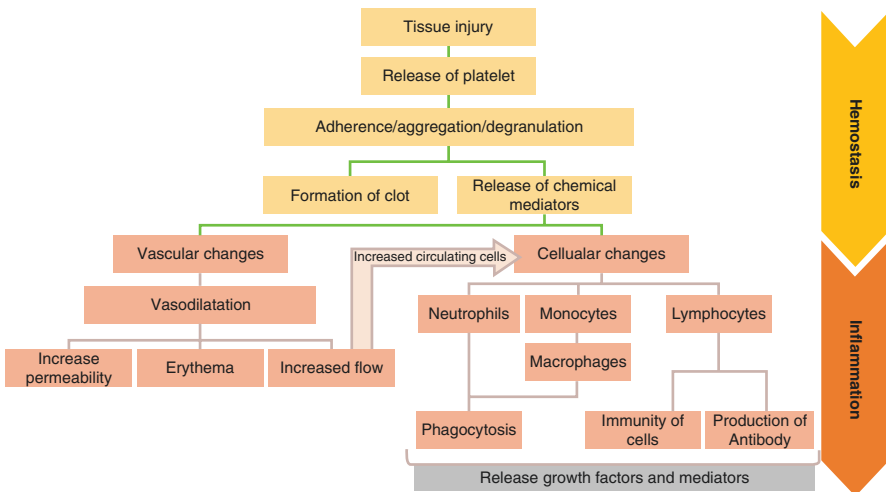 Tissue injury
Release of platelet
Adherence/aggregation/degranulation
Formation of clot
Release of chemical
mediators
Hemostasis
Vascular changes
Increased circulating cells
Cellualar changes
Vasodilatation
Neutrophils
Monocytes
Lymphocytes
Increase
permeability
Erythema
Increased flow
Macrophages
Phagocytosis
Immunity of
cells
Production of
Antibody
Inflammation
Release growth factors and mediators